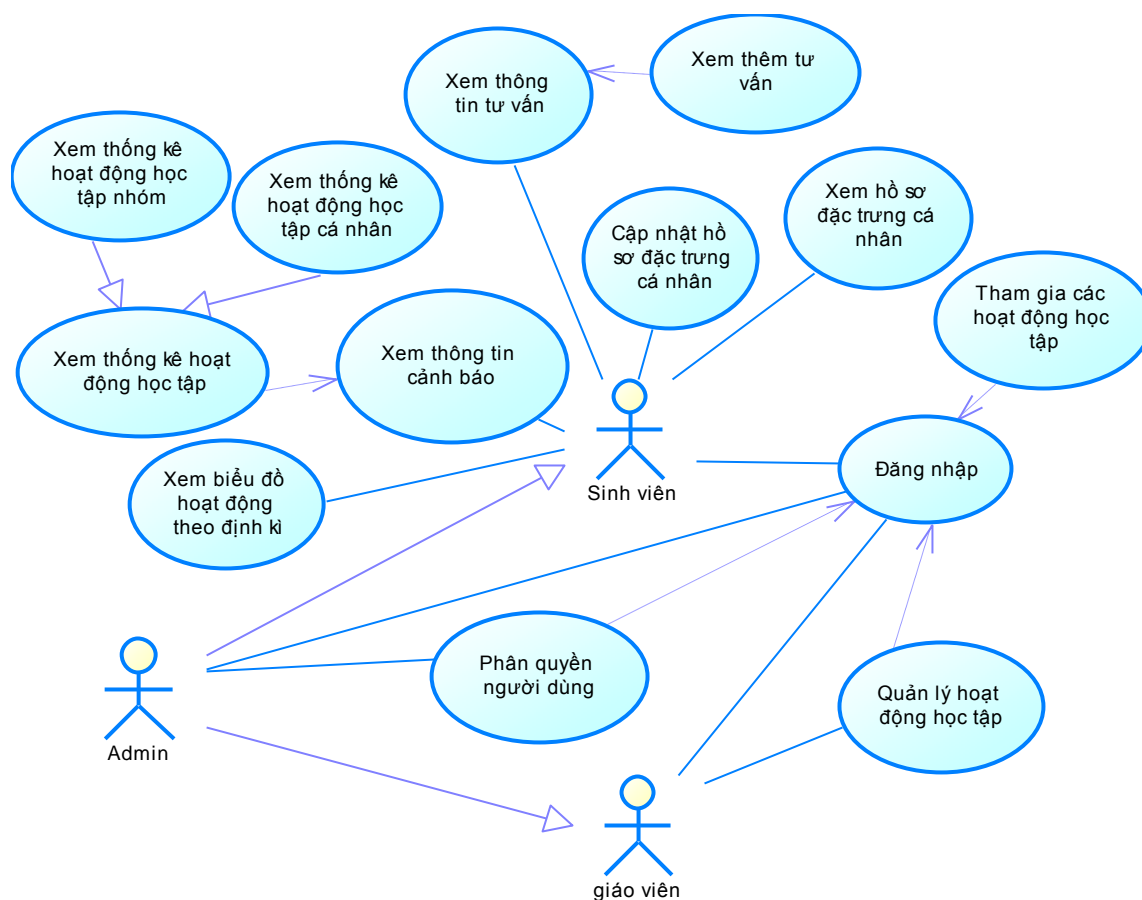 Xem thông
tin tư vấn
Xem thêm tư
vấn
Xem thống kê
hoạt động học
tập nhóm
Xem thống kê
hoạt động học
tập cá nhân
Xem hồ sơ
đặc trưng cá
nhân
Cập nhật hồ
sơ đặc trưng
cá nhân
Tham gia các
hoạt động học
tập
Xem thống kê hoạt
động học tập
Xem thông tin
cảnh báo
Xem biểu đồ
hoạt động
theo định kì
Sinh viên
Đăng nhập
Phân quyền
người dùng
Quản lý hoạt
động học tập
Admin
giáo viên